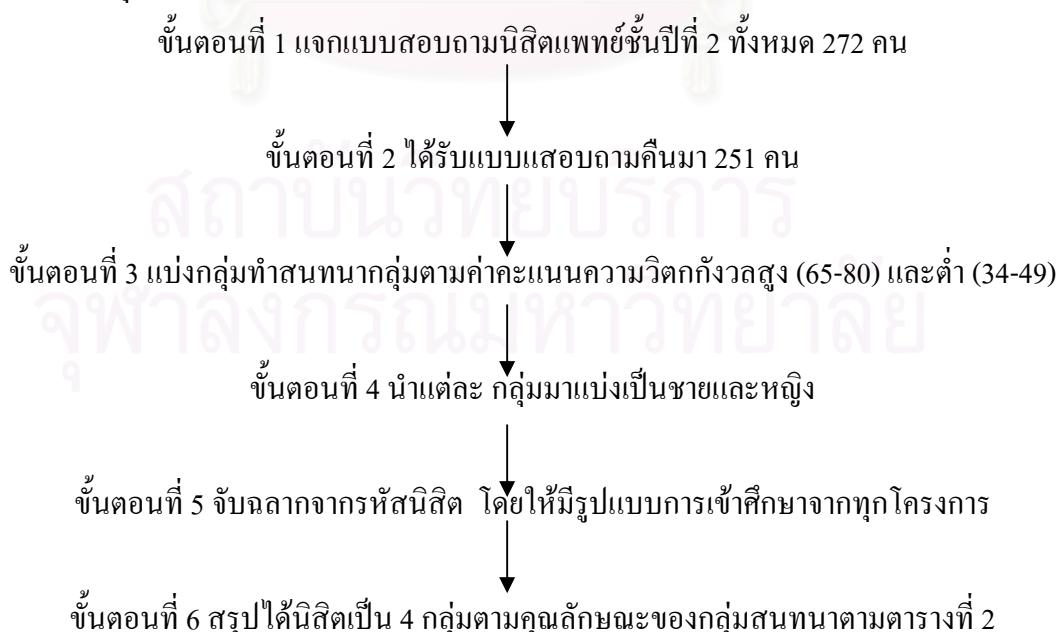 ขั้นตอนที่ 1 แจกแบบสอบถามนิสิตแพทย์ชั้นปีที่ 2 ทั้งหมด 272 คน
ขั้นตอนที่ 2 ได้รับแบบแสอบถามคืนมา 251 คน
สถาบันวิทยบริการ
ขั้นตอนที่ 3 แบ่งกลุ่มทำสนทนากลุ่มตามค่าคะแนนความวิตกกังวลสูง (65-80) และต่ำ (34-49)
จุฬาลงกรณ์มหาวิทยาลัย
ขั้นตอนที่ 4 นำแต่ละ กลุ่มมาแบ่งเป็นชายและหญิง
ขั้นตอนที่ 5 จับฉลากจากรหัสนิสิต โดยให้มีรูปแบบการเข้าศึกษาจากทุกโครงการ
ขั้นตอนที่ 6 สรุปได้นิสิตเป็น 4 กลุ่มตามคุณลักษณะของกลุ่มสนทนาตามตารางที่ 2